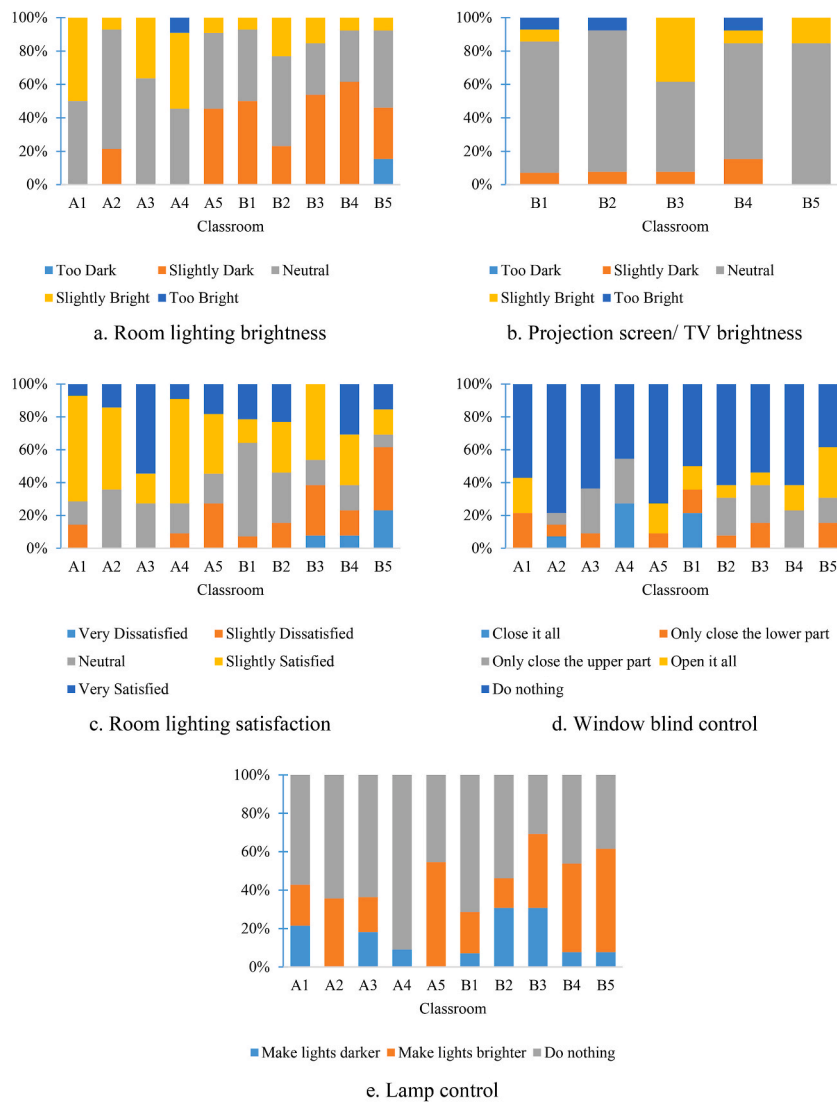 100%
80%
60%
40%
20%
0%
A1 A2 A3 A4 A5 B1 B2 B3 B4 B5
Classroom
Too Dark Slightly Dark Neutral
Slightly Bright Too Bright
a. Room lighting brightness
100%
80%
60%
40%
20%
0%
B1 B2 B3 B4 B5
Classroom
Too Dark Slightly Dark Neutral
Slightly Bright Too Bright
b. Projection screen/ TV brightness
100%
80%
60%
40%
20%
0%
A1 A2 A3 A4 A5 B1 B2 B3 B4 B5
Classroom
Very Dissatisfied Slightly Dissatisfied
Neutral Slightly Satisfied
Very Satisfied
c. Room lighting satisfaction
100%
80%
60%
40%
20%
0%
A1 A2 A3 A4 A5 B1 B2 B3 B4 B5
Classroom
Close it all Only close the lower part
Only close the upper part Open it all
Do nothing
d. Window blind control
100%
80%
60%
40%
20%
0%
A1 A2 A3 A4 A5 B1 B2 B3 B4 B5
Classroom
Make lights darker Make lights brighter Do nothing
e. Lamp control